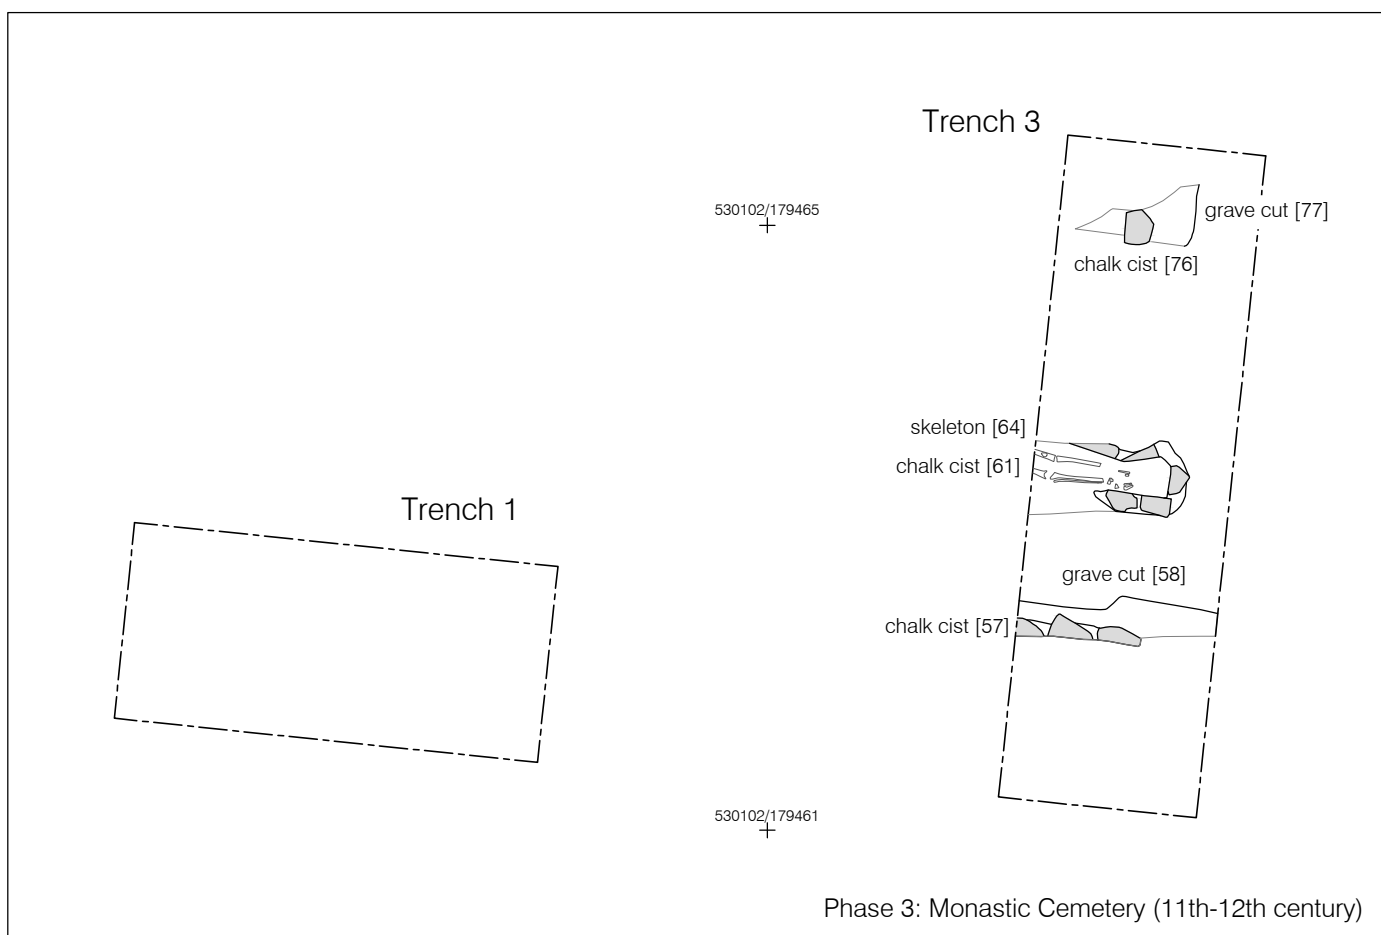 Trench 3
530102/179465
grave cut [77]
chalk cist [76]
skeleton [64]
chalk cist [61]
Trench 1
grave cut [58]
chalk cist [57]
530102/179461
Phase 3: Monastic Cemetery (11th-12th century)